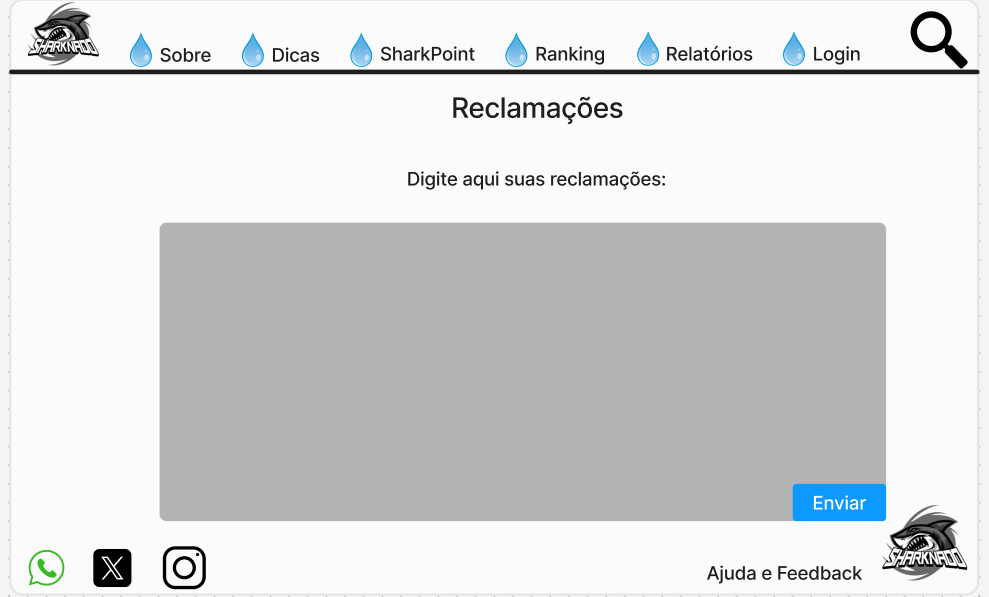 SHARKNADO
Sobre
Dicas
SharkPoint
Ranking
Relatórios
Login
Reclamações
Digite aqui suas reclamações:
Enviar
Ajuda e Feedback
SHARKNADO